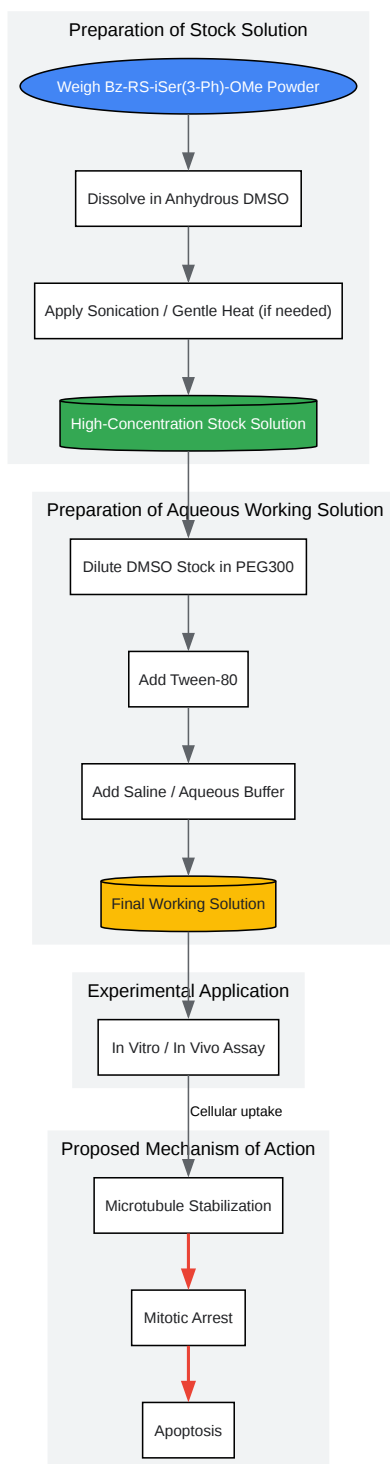 Preparation of Stock Solution
Weigh Bz-RS-iSer(3-Ph)-OMe Powder
Dissolve in Anhydrous DMSO
Apply Sonication / Gentle Heat (if needed)
High-Concentration Stock Solution
Preparation of Aqueous Working Solution
Dilute DMSO Stock in PEG300
Add Tween-80
Add Saline / Aqueous Buffer
Final Working Solution
Experimental Application
In Vitro / In Vivo Assay
Cellular uptake
Proposed Mechanism of Action
Microtubule Stabilization
Mitotic Arrest
Apoptosis